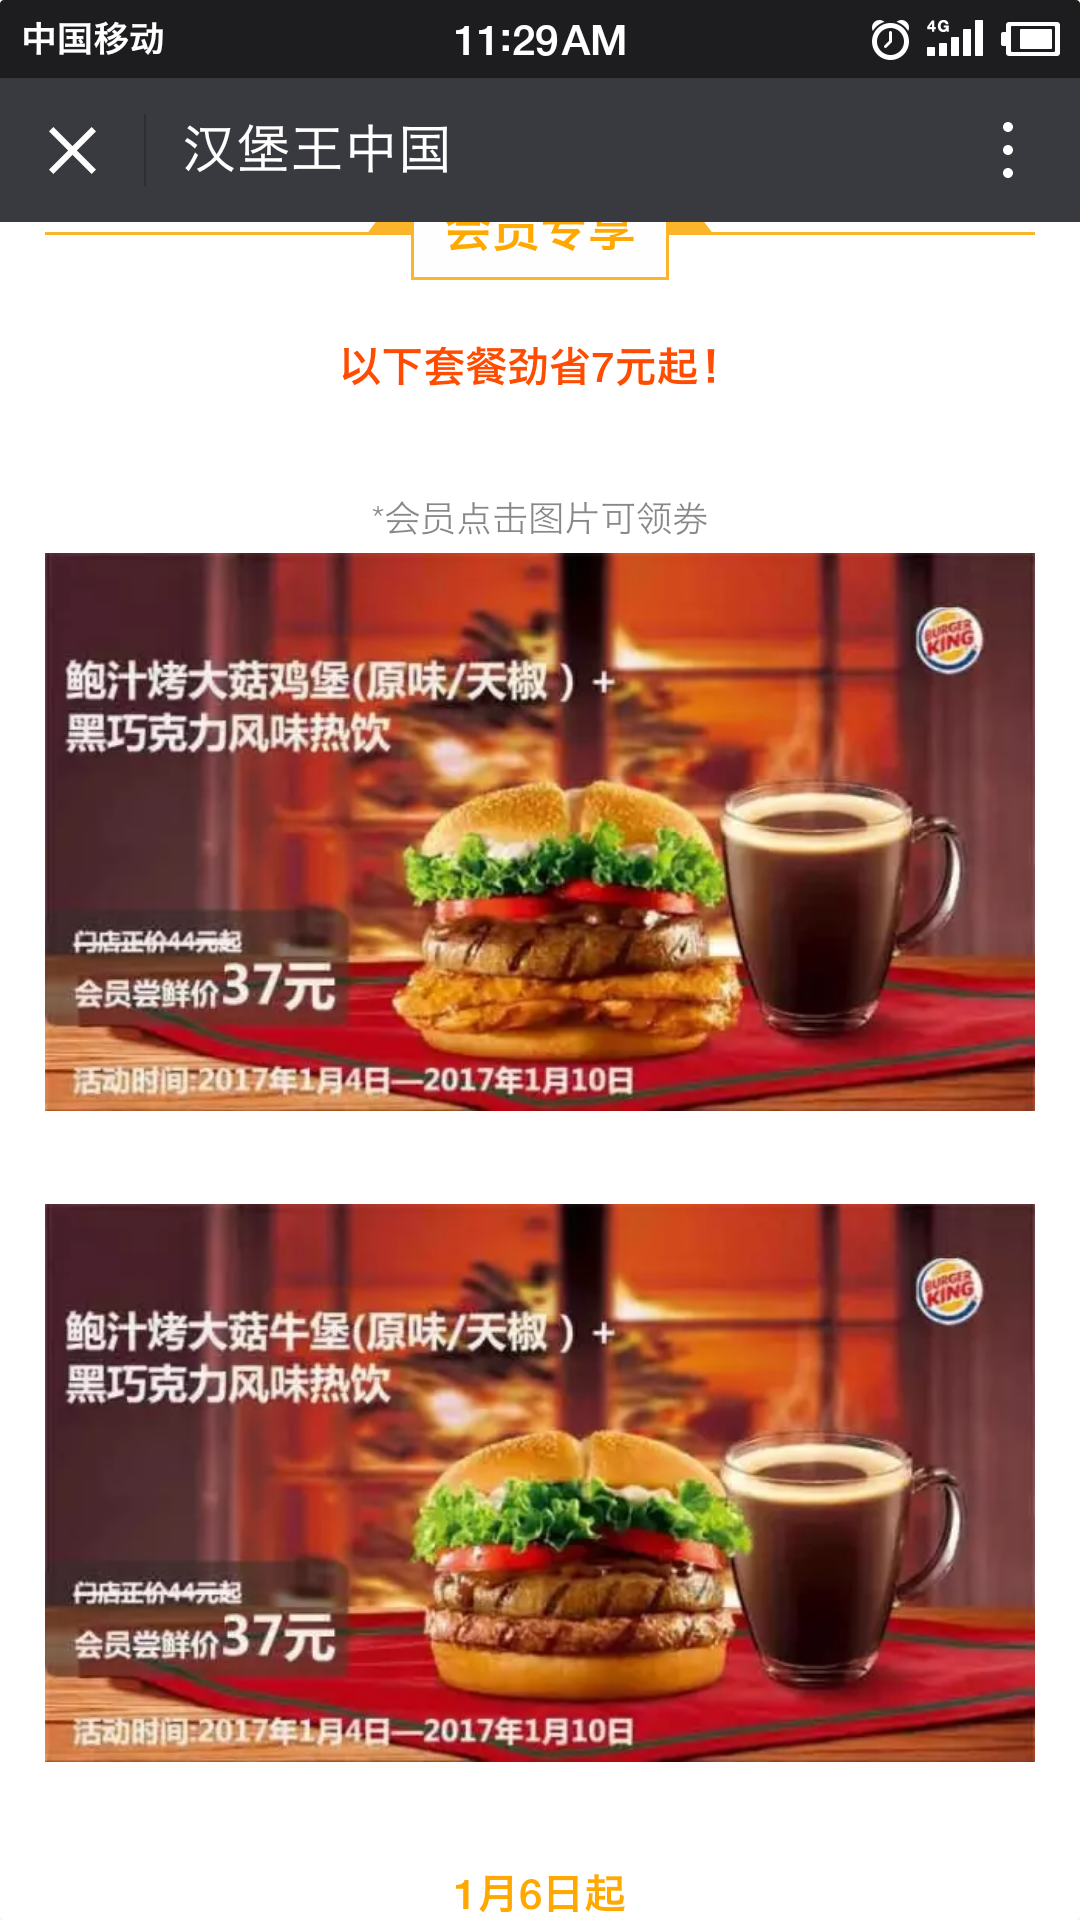 中国移动
11:29AM
4G
汉堡王中国
会员专享
以下套餐劲省7元起！
*会员点击图片可领券
BURGER
KING
鲍汁烤大菇鸡堡(原味/天椒）+
黑巧克力风味热饮
门店正价44元起
会员尝鲜价37元
活动时间:2017年1月4日—2017年1月10日
BURGER
KING
鲍汁烤大菇牛堡(原味/天椒）+
黑巧克力风味热饮
门店正价44元起
会员尝鲜价37元
活动时间:2017年1月4日—2017年1月10日
1月6日起